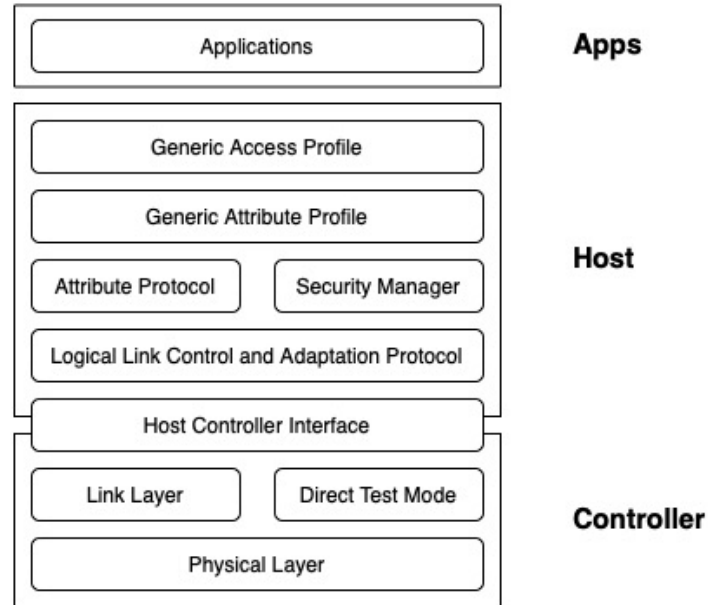 Applications
Apps
Generic Access Profile
Generic Attribute Profile
Host
Attribute Protocol
Security Manager
Logical Link Control and Adaptation Protocol
Host Controller Interface
Link Layer
Direct Test Mode
Controller
Physical Layer